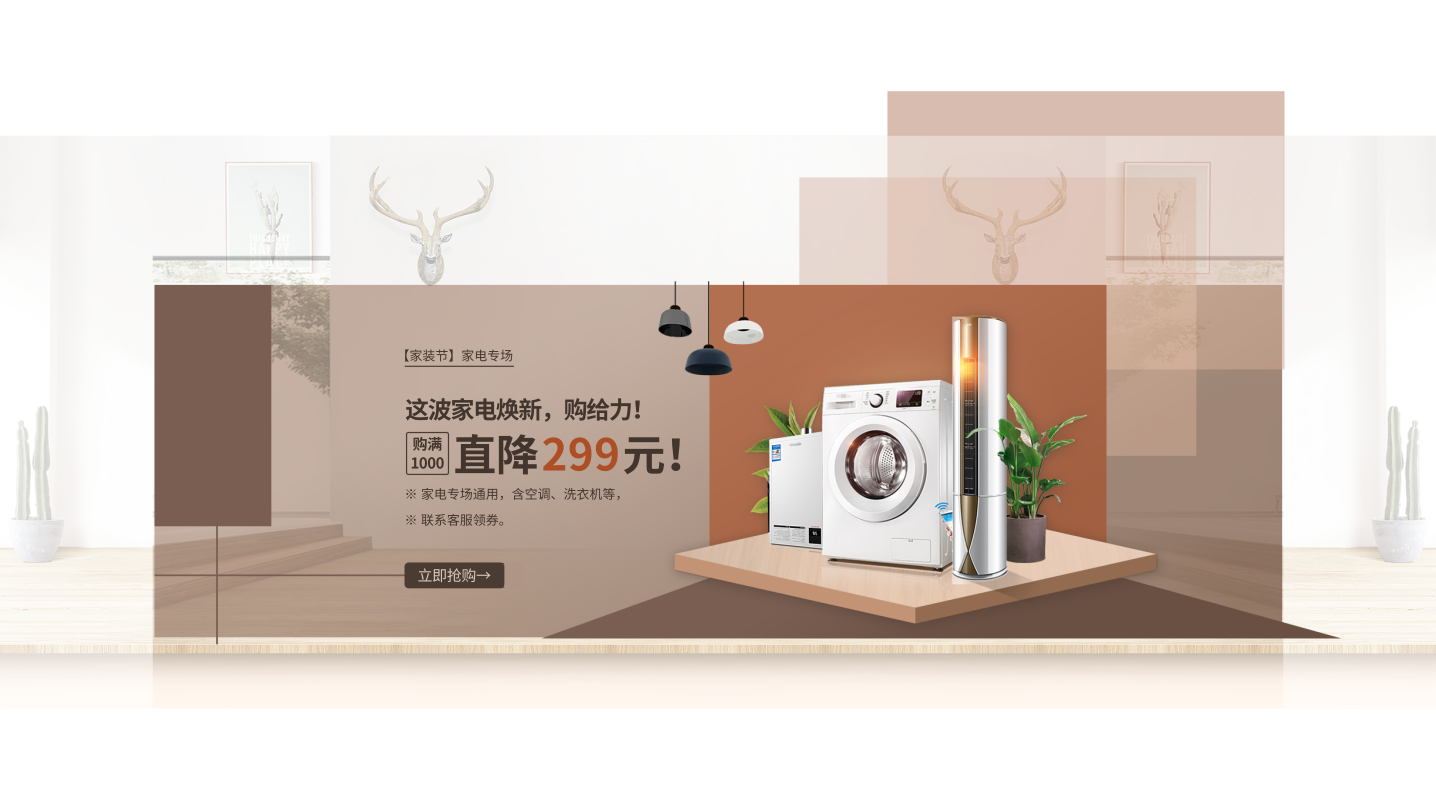 【家装节】家电专场
这波家电焕新，购给力！
购满
1000
直降299元！
※ 家电专场通用，含空调、洗衣机等，
※ 联系客服领券。
立即抢购→